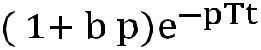 ( 1+ b p)e^{-pTt}